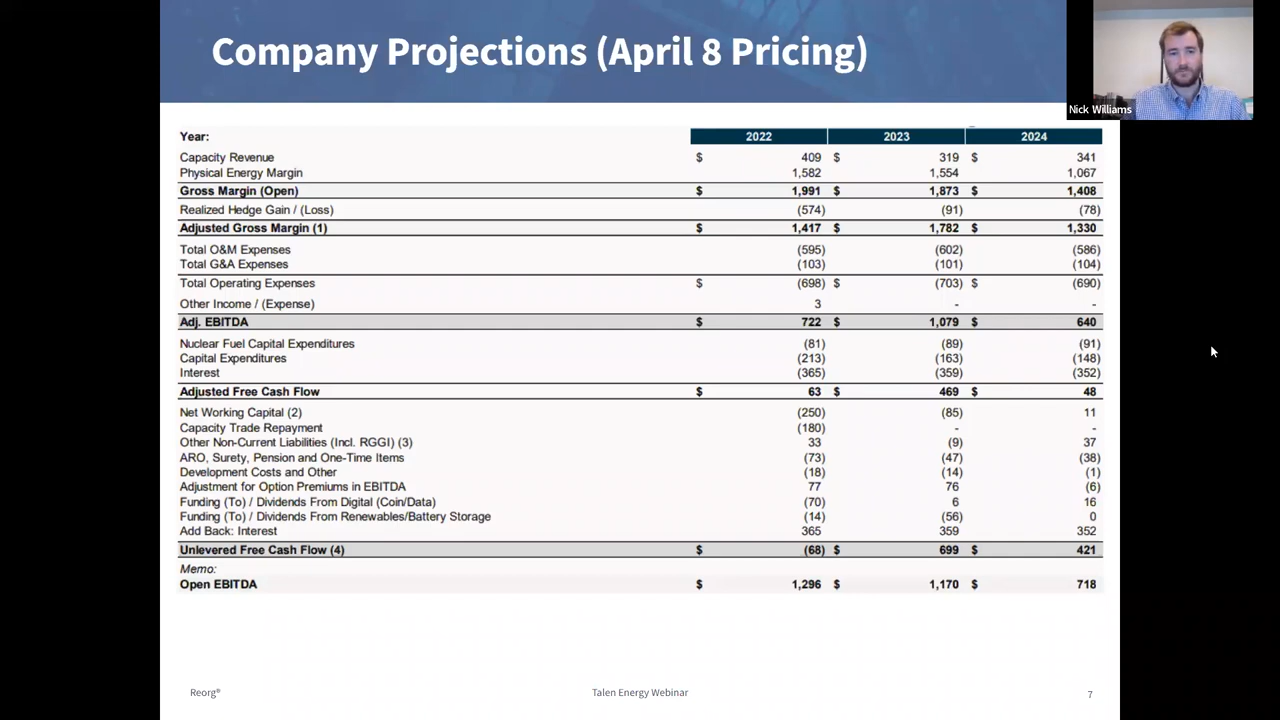 Company Projections (April 8 Pricing)
Nick Williams
Year: 2022 2023 2024
Capacity Revenue $ 409 $ 319 $ 341
Physical Energy Margin 1,582 1,554 1,067
Gross Margin (Open) $ 1,991 $ 1,873 $ 1,408
Realized Hedge Gain / (Loss) (574) (91) (78)
Adjusted Gross Margin (1) $ 1,417 $ 1,782 $ 1,330
Total O&M Expenses (595) (602) (586)
Total G&A Expenses (103) (101) (104)
Total Operating Expenses $ (698) $ (703) $ (690)
Other Income / (Expense) 3 - -
Adj. EBITDA $ 722 $ 1,079 $ 640
Nuclear Fuel Capital Expenditures (81) (89) (91)
Capital Expenditures (213) (163) (148)
Interest (365) (359) (352)
Adjusted Free Cash Flow $ 63 $ 469 $ 48
Net Working Capital (2) (250) (85) 11
Capacity Trade Repayment (180) - -
Other Non-Current Liabilities (Incl. RGGI) (3) 33 (9) 37
ARO, Surety, Pension and One-Time Items (73) (47) (38)
Development Costs and Other (18) (14) (1)
Adjustment for Option Premiums in EBITDA 77 76 (6)
Funding (To) / Dividends From Digital (Coin/Data) (70) 6 16
Funding (To) / Dividends From Renewables/Battery Storage (14) (56) 0
Add Back: Interest 365 359 352
Unlevered Free Cash Flow (4) $ (68) $ 699 $ 421
Memo:
Open EBITDA $ 1,296 $ 1,170 $ 718
Reorg® Talen Energy Webinar 7